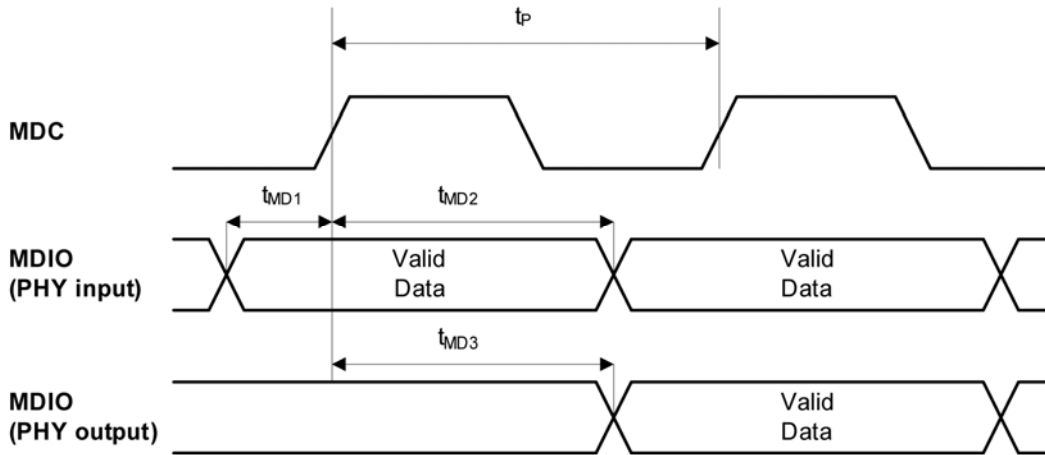 tP
MDC
tMD1
tMD2
MDIO
(PHY input)
Valid
Data
Valid
Data
tMD3
MDIO
(PHY output)
Valid
Data